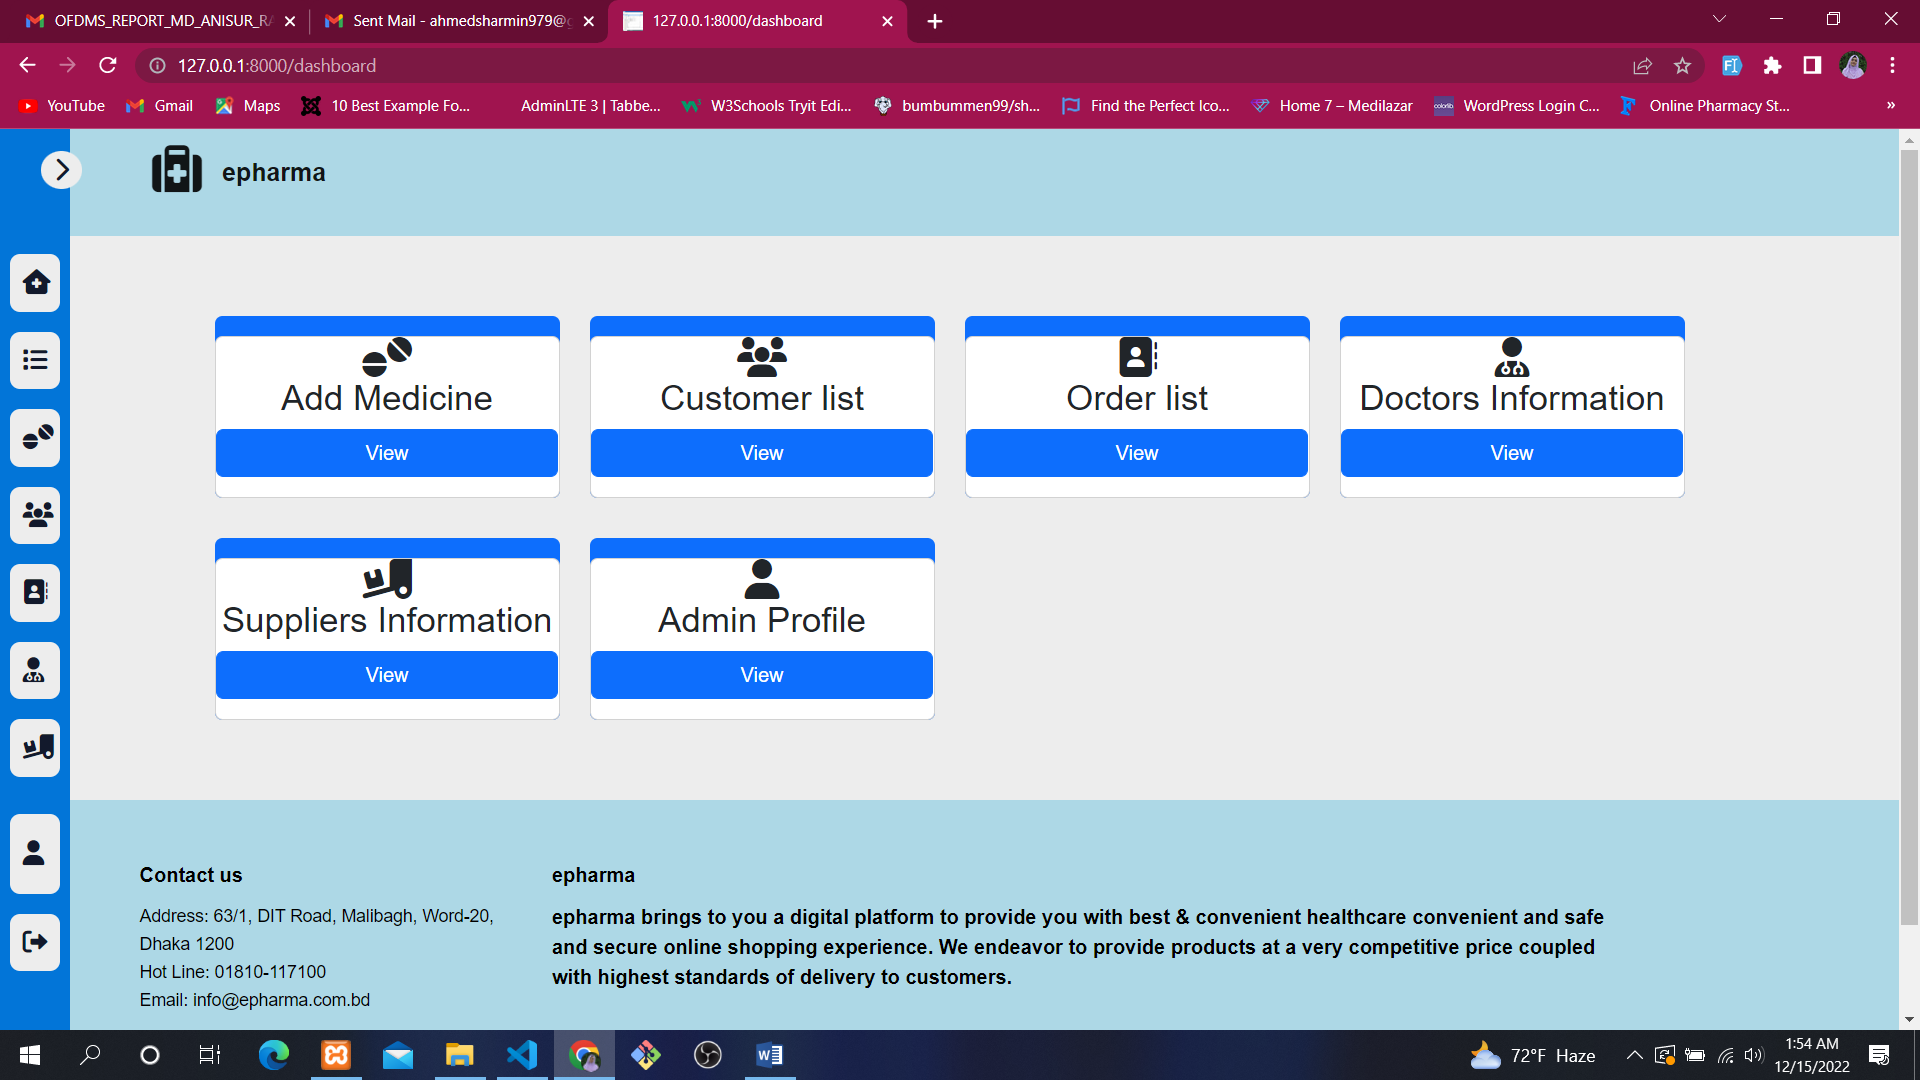 OFDMS_REPORT_MD_ANISUR_RA
Sent Mail - ahmedsharmin979@g
127.0.0.1:8000/dashboard
127.0.0.1:8000/dashboard
YouTube
Gmail
Maps
10 Best Example Fo...
AdminLTE 3 | Tabbe...
W3Schools Tryit Edi...
bumbummen99/sh...
Find the Perfect Ico...
Home 7 – Medilazar
WordPress Login C...
Online Pharmacy St...
»
epharma
Add Medicine
View
Customer list
View
Order list
View
Doctors Information
View
Suppliers Information
View
Admin Profile
View
Contact us
Address: 63/1, DIT Road, Malibagh, Word-20,
Dhaka 1200
Hot Line: 01810-117100
Email: info@epharma.com.bd
epharma
epharma brings to you a digital platform to provide you with best & convenient healthcare convenient and safe
and secure online shopping experience. We endeavor to provide products at a very competitive price coupled
with highest standards of delivery to customers.
72°F Haze
1:54 AM
12/15/2022